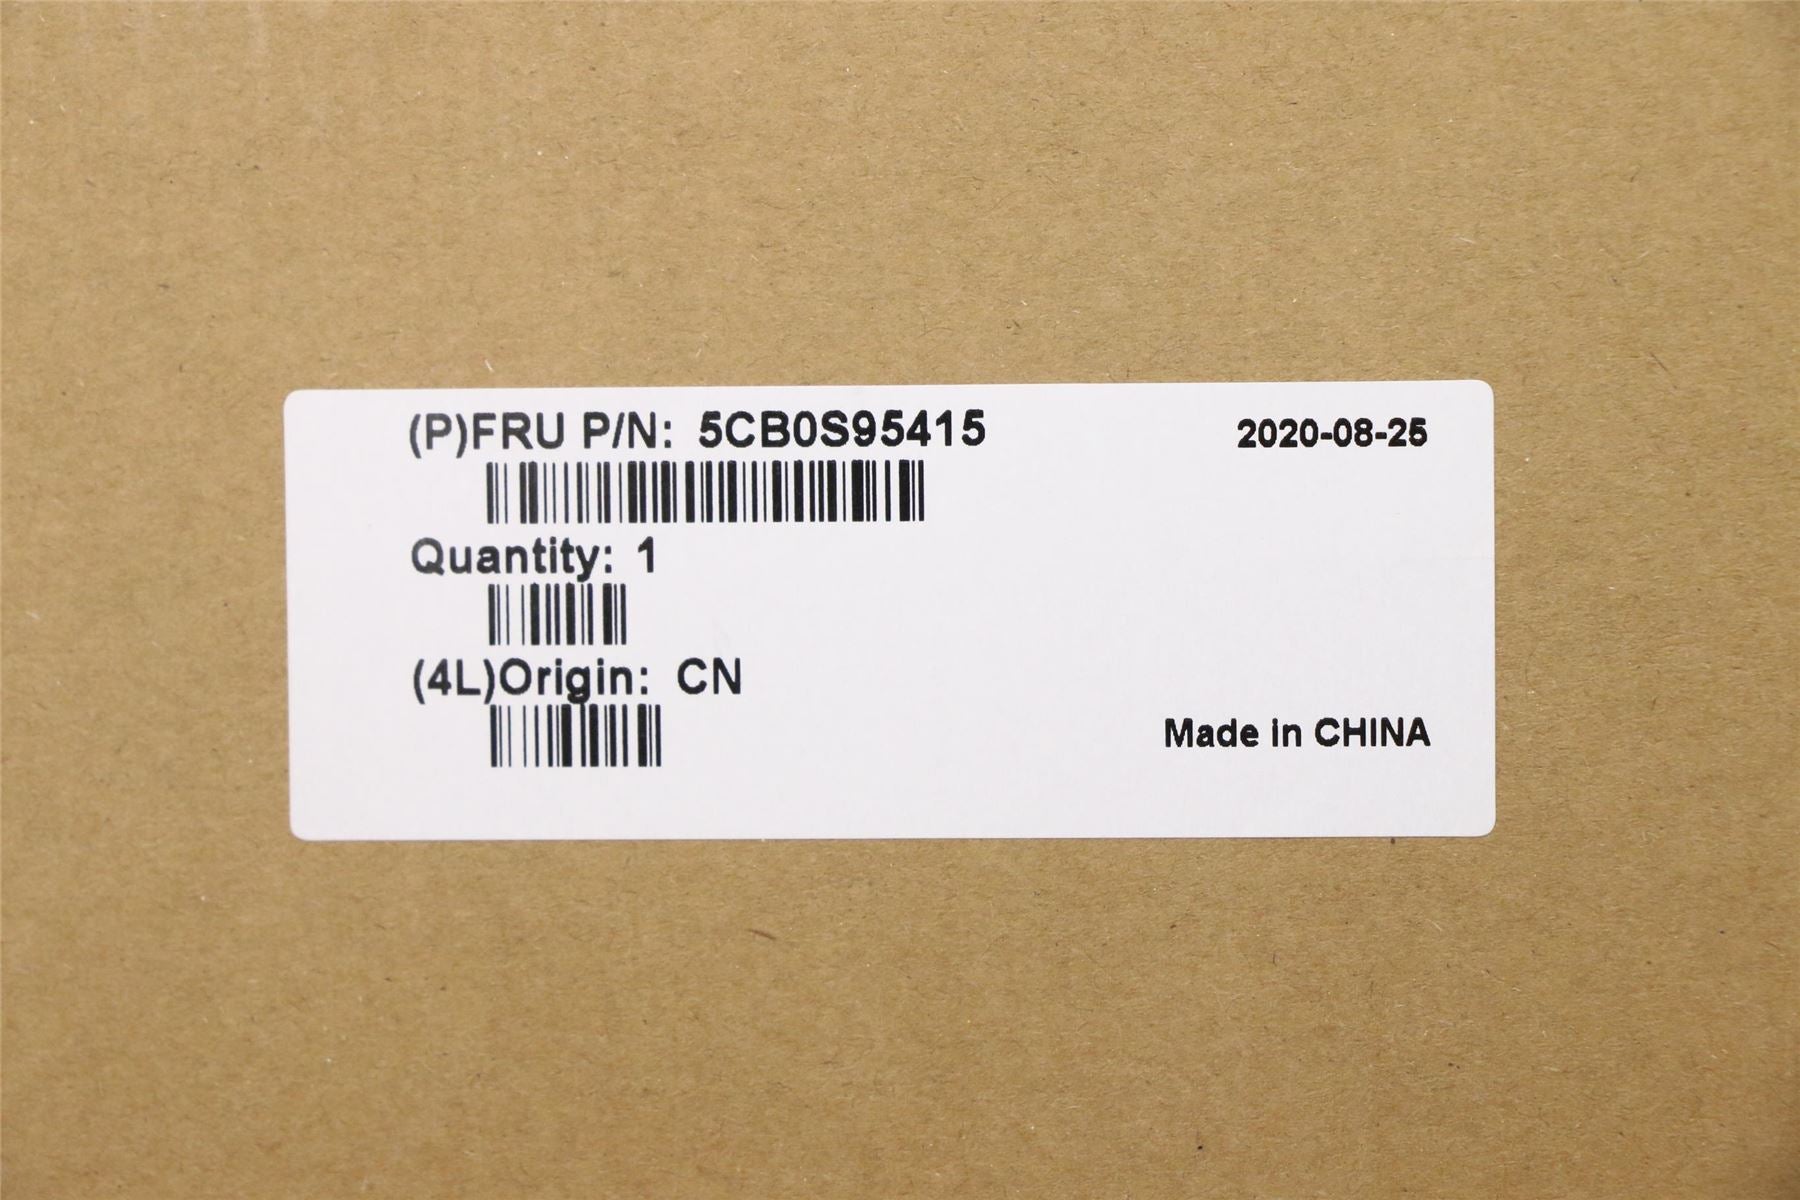 (P)FRU P/N: 5CB0S95415
2020-08-25
Quantity: 1
(4L)Origin: CN
Made in CHINA